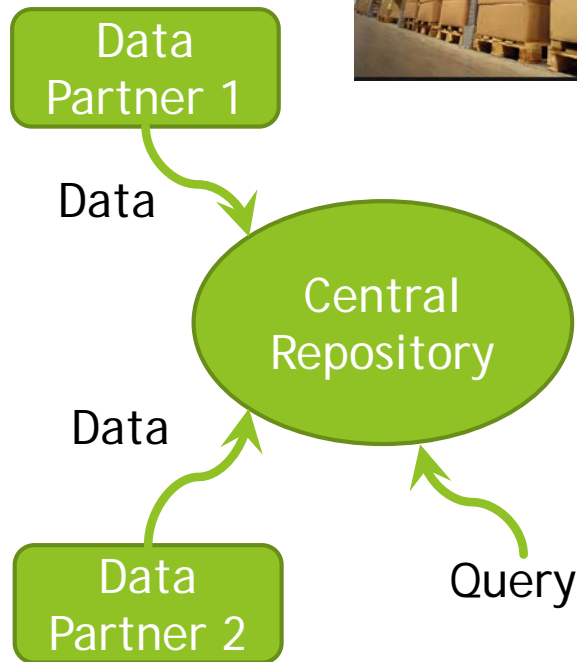 Data
Partner 1
Data
Central
Repository
Data
Data
Partner 2
Query